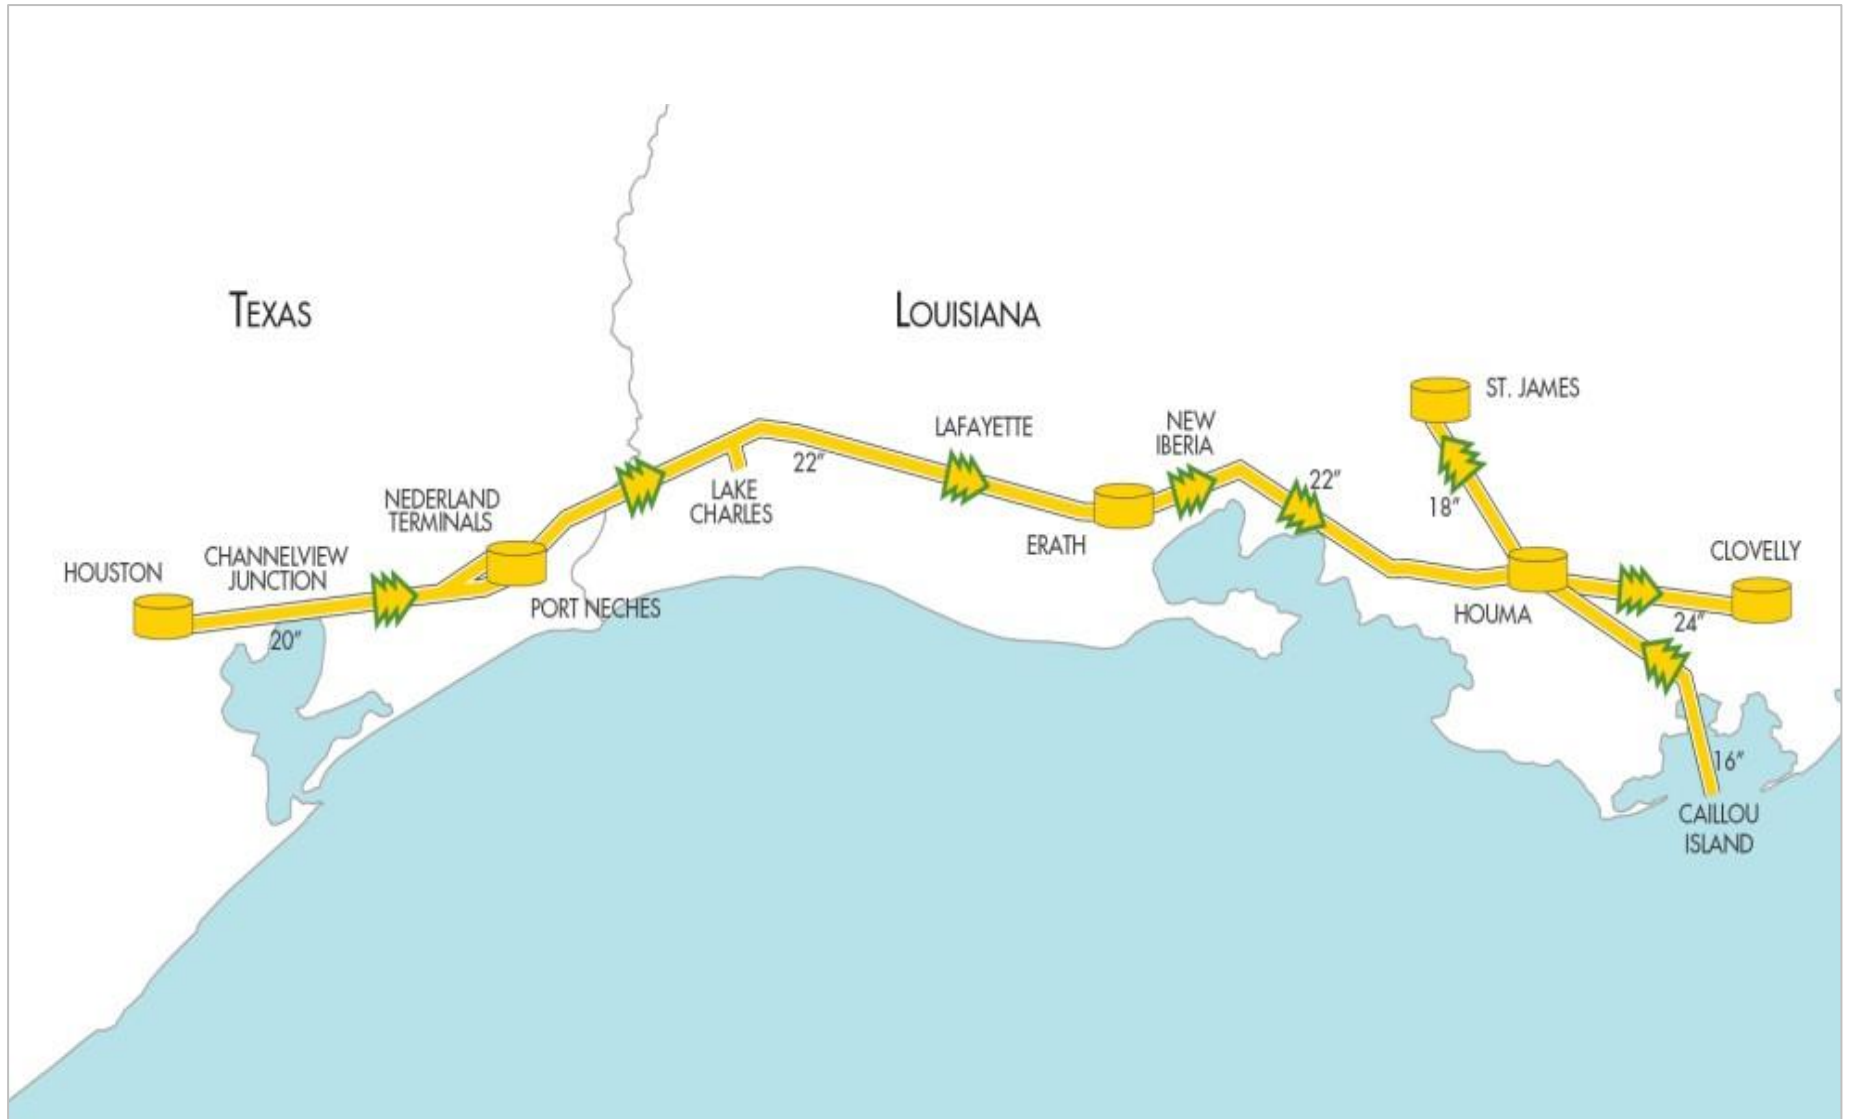 TEXAS
LOUISIANA
ST. JAMES
NEW
IBERIA
LAFAYETTE
22”
22”
LAKE
CHARLES
NEDERLAND
TERMINALS
18”
ERATH
CLOVELLY
HOUSTON
CHANNELVIEW
JUNCTION
PORT NECHES
HOUMA
24”
20”
16”
CAILLOU
ISLAND